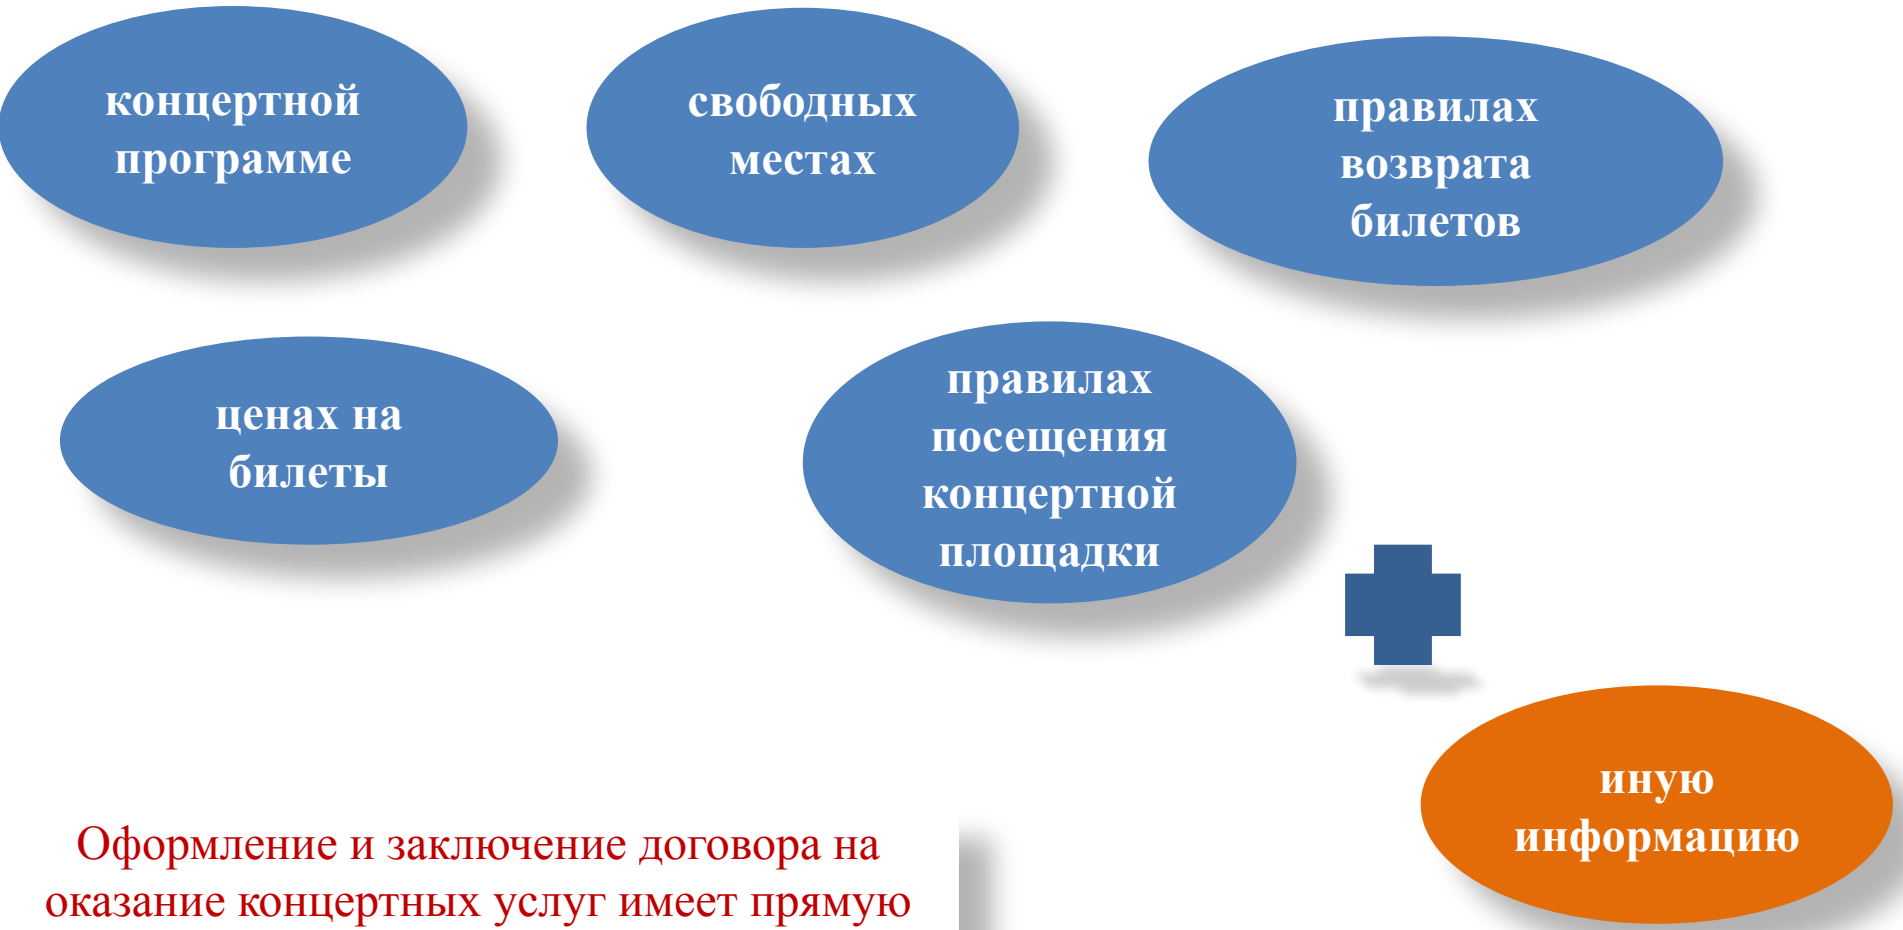 концертной
программе
свободных
местах
правилах
возврата
билетов
ценах на
билеты
правилах
посещения
концертной
площадки
иную
информацию
Оформление и заключение договора на
оказание концертных услуг имеет прямую